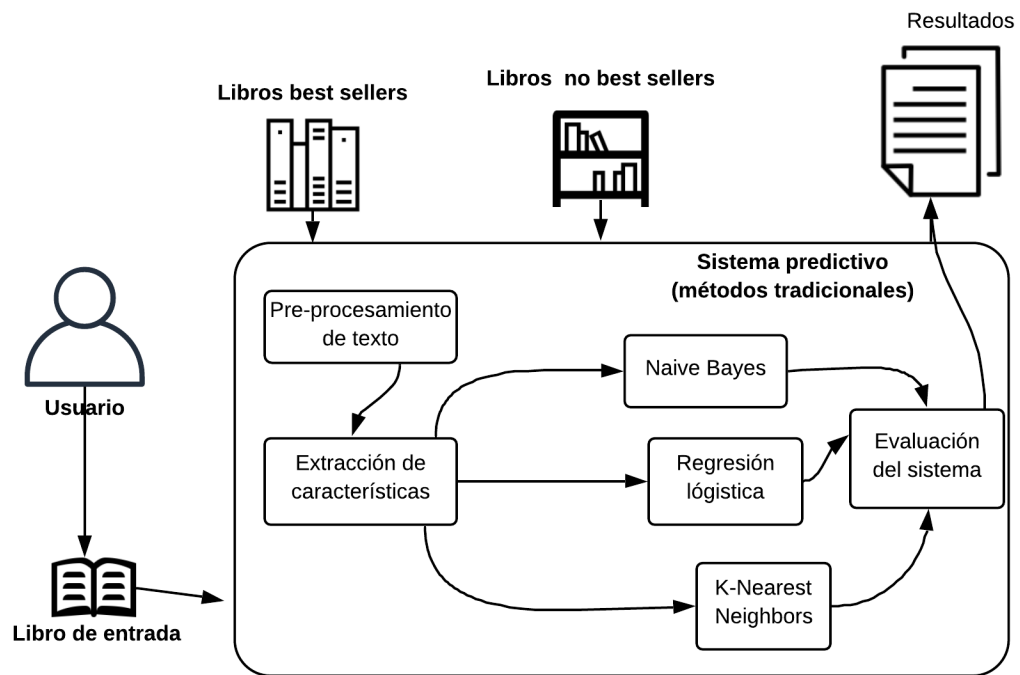 Resultados
Libros best sellers
Libros  no best sellers
Sistema predictivo
(métodos tradicionales)
Pre-procesamiento
de texto
Naive Bayes
Usuario
Extracción de
características
Regresión
lógistica
Evaluación
del sistema
K-Nearest
Neighbors
Libro de entrada